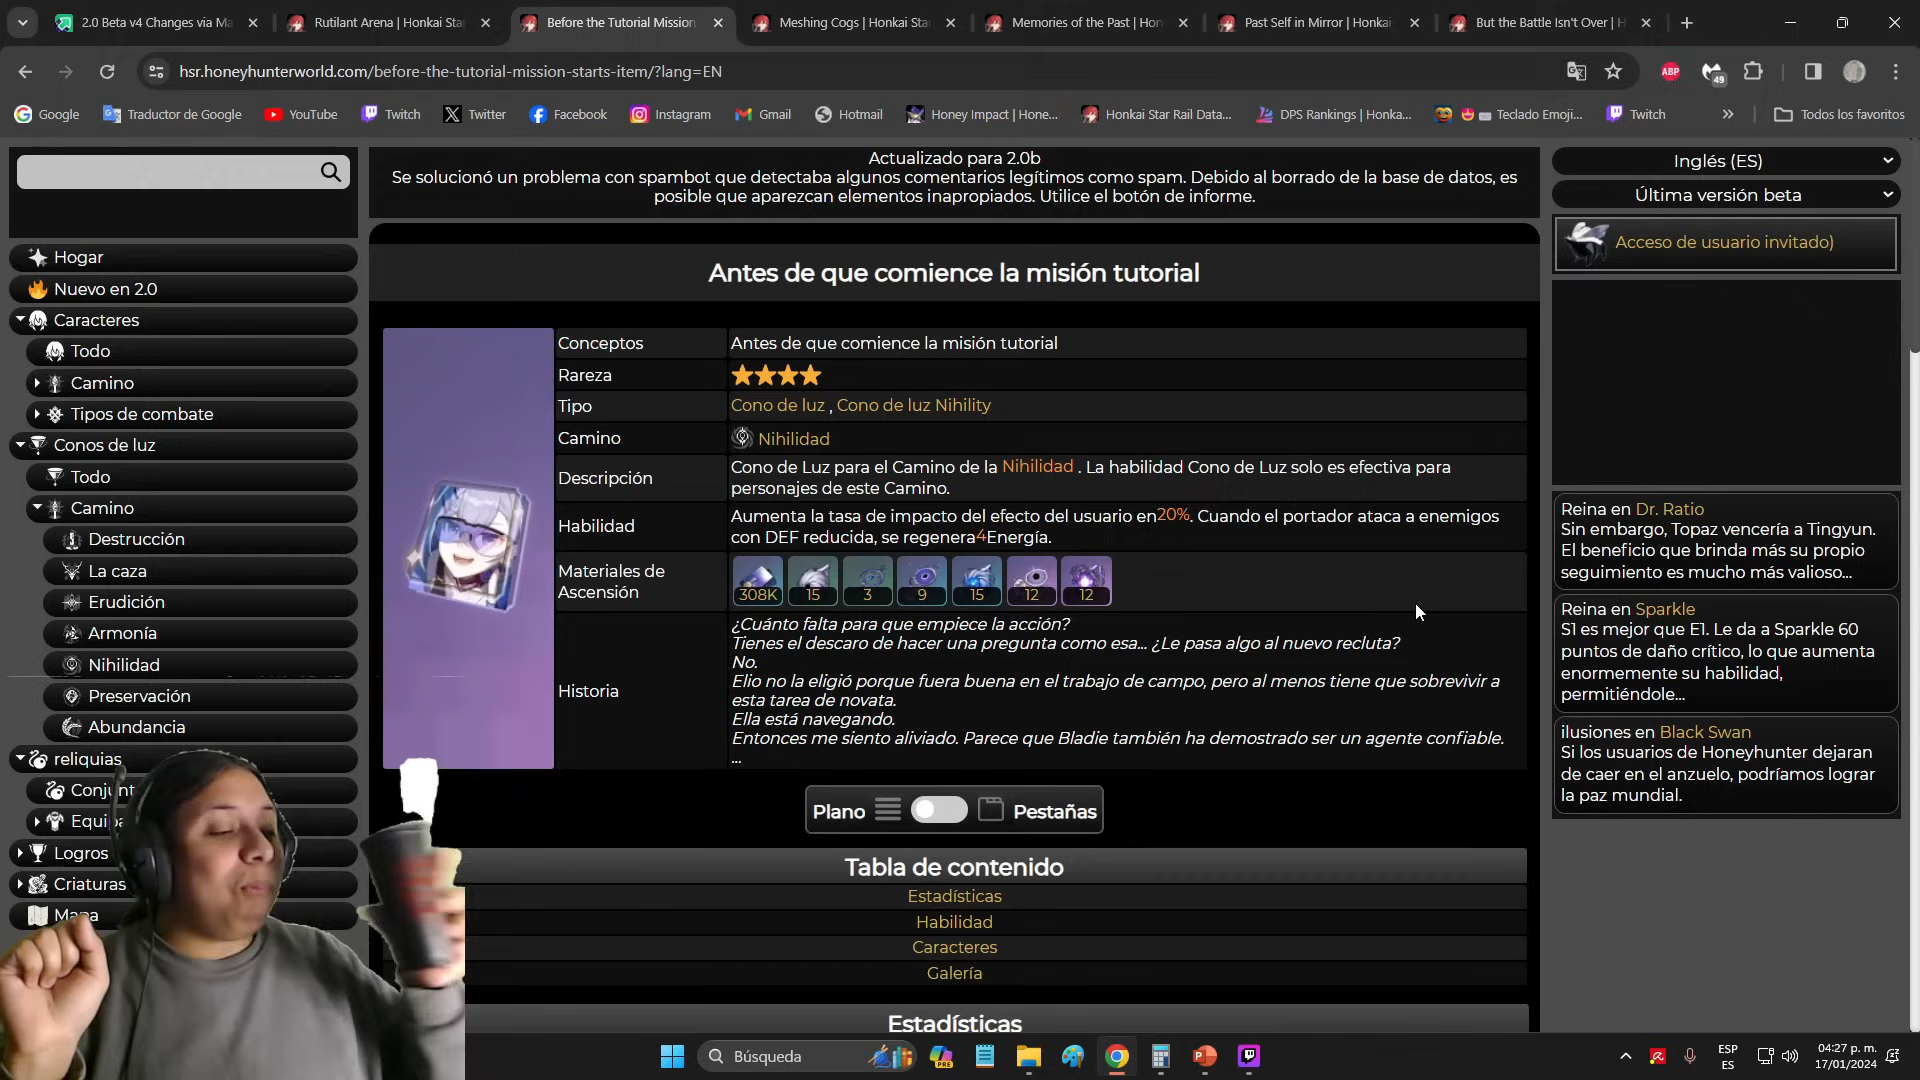 2.0 Beta v4 Changes via Ma
Rutilant Arena | Honkai Star
Before the Tutorial Mission
Meshing Cogs | Honkai Star
Memories of the Past | Hon
Past Self in Mirror | Honkai
But the Battle Isn't Over | H
hsr.honeyhunterworld.com/before-the-tutorial-mission-starts-item/?lang=EN
ABP
49
Google
Traductor de Google
YouTube
Twitch
Twitter
Facebook
Instagram
Gmail
Hotmail
Honey Impact | Hone...
Honkai Star Rail Data...
DPS Rankings | Honka...
Teclado Emoji...
Twitch
Todos los favoritos
Actualizado para 2.0b
Se solucionó un problema con spambot que detectaba algunos comentarios legítimos como spam. Debido al borrado de la base de datos, es
posible que aparezcan elementos inapropiados. Utilice el botón de informe.
Hogar
Nuevo en 2.0
Caracteres
Todo
Camino
Tipos de combate
Conos de luz
Todo
Camino
Destrucción
La caza
Erudición
Armonía
Nihilidad
Preservación
Abundancia
reliquias
Conjunt
Equipa
Logros
Criaturas
Mapa
Antes de que comience la misión tutorial
Conceptos
Antes de que comience la misión tutorial
Rareza
Tipo
Cono de luz , Cono de luz Nihility
Camino
Nihilidad
Descripción
Cono de Luz para el Camino de la Nihilidad . La habilidad Cono de Luz solo es efectiva para
personajes de este Camino.
Habilidad
Aumenta la tasa de impacto del efecto del usuario en20%. Cuando el portador ataca a enemigos
con DEF reducida, se regenera4Energía.
Materiales de
Ascensión
308K
15
3
9
15
12
12
Historia
¿Cuánto falta para que empiece la acción?
Tienes el descaro de hacer una pregunta como esa... ¿Le pasa algo al nuevo recluta?
No.
Elio no la eligió porque fuera buena en el trabajo de campo, pero al menos tiene que sobrevivir a
esta tarea de novata.
Ella está navegando.
Entonces me siento aliviado. Parece que Bladie también ha demostrado ser un agente confiable.
...
Plano
Pestañas
Tabla de contenido
Estadísticas
Habilidad
Caracteres
Galería
Estadísticas
Inglés (ES)
Última versión beta
Acceso de usuario invitado)
Reina en Dr. Ratio
Sin embargo, Topaz vencería a Tingyun.
El beneficio que brinda más su propio
seguimiento es mucho más valioso...
Reina en Sparkle
S1 es mejor que E1. Le da a Sparkle 60
puntos de daño crítico, lo que aumenta
enormemente su habilidad,
permitiéndole...
ilusiones en Black Swan
Si los usuarios de Honeyhunter dejaran
de caer en el anzuelo, podríamos lograr
la paz mundial.
Búsqueda
PRE
ESP
ES
04:27 p. m.
17/01/2024